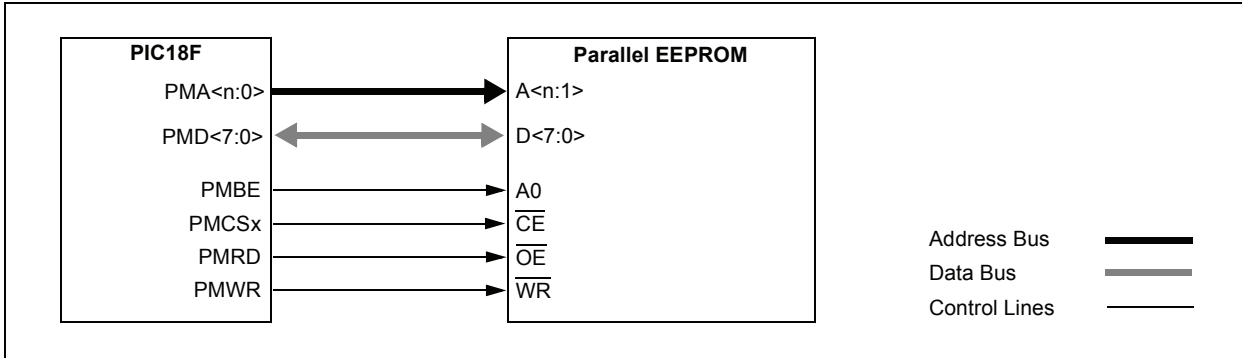 PIC18F
Parallel EEPROM
PMA<n:0>
A<n:1>
PMD<7:0>
D<7:0>
PMBE
A0
PMCSx
CE
PMRD
OE
PMWR
WR
Address Bus
Data Bus
Control Lines